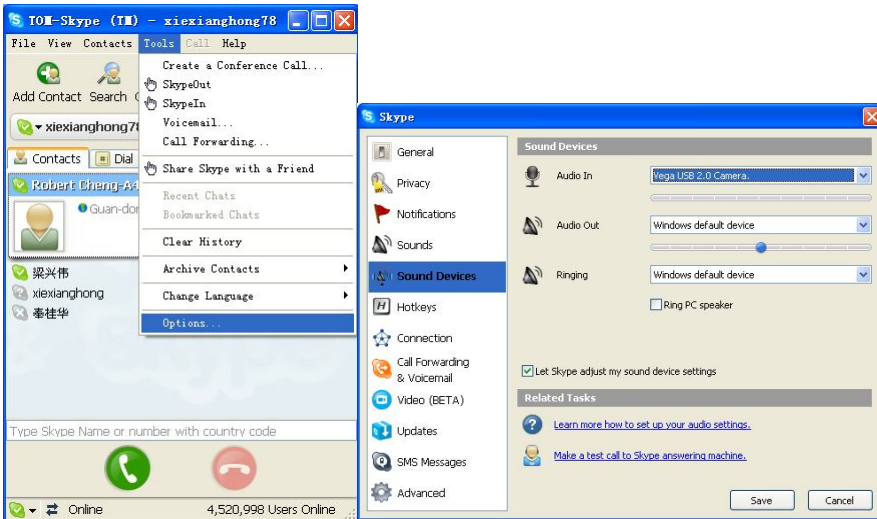 TOM-Skype (TM) - xiexianghong78
File View Contacts Tools Call Help
Add Contact Search
xiexianghong78
Contacts Dial
Robert Cheng-A4
Guan-dor
梁兴伟
xiexianghong
奉桂华
Type Skype Name or number with country code
Online 4,520,998 Users Online
Create a Conference Call...
SkypeOut
SkypeIn
Voicemail...
Call Forwarding...
Share Skype with a Friend
Recent Chats
Bookmarked Chats
Clear History
Archive Contacts
Change Language
Options...
Skype
General
Privacy
Notifications
Sounds
Sound Devices
H Hotkeys
Connection
Call Forwarding
& Voicemail
Video (BETA)
Updates
SMS Messages
Advanced
Sound Devices
Audio In Vega USB 2.0 Camera.
Audio Out Windows default device
Ringing Windows default device
Ring PC speaker
Let Skype adjust my sound device settings
Related Tasks
Learn more how to set up your audio settings.
Make a test call to Skype answering machine.
Save Cancel